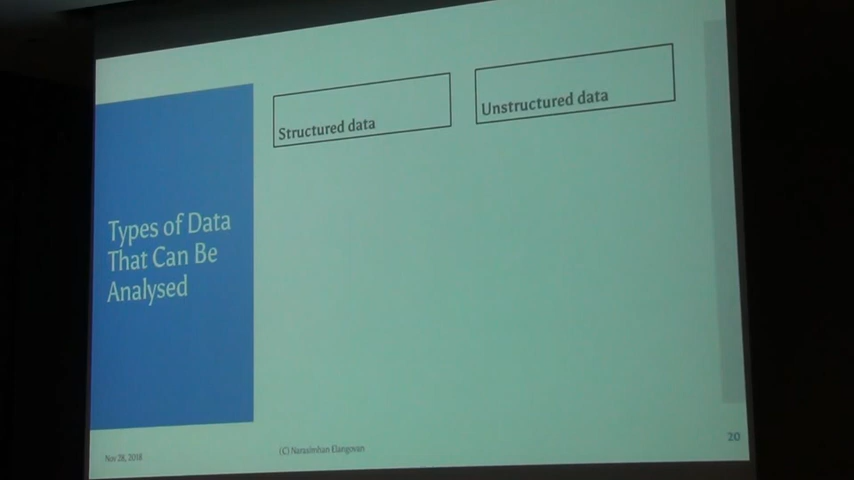 Types of Data
That Can Be
Analysed
Structured data
Unstructured data
Nov 28, 2018
(C) Narasimhan Elangovan
20